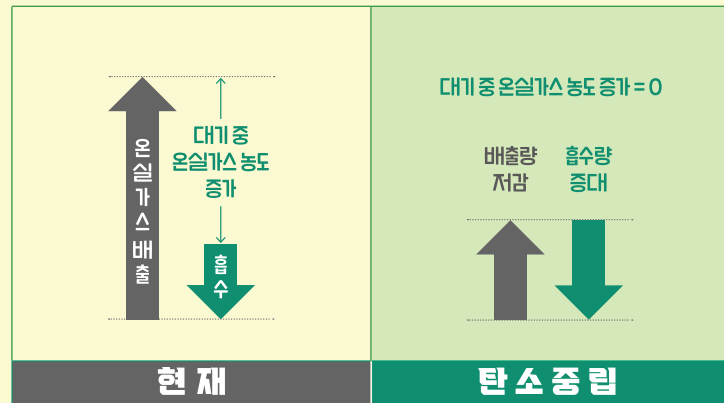 온실가스 배출
대기 중
온실가스 농도
증가
흡수
현재
대기 중 온실가스 농도 증가 = 0
배출량
저감
흡수량
증대
탄소중립